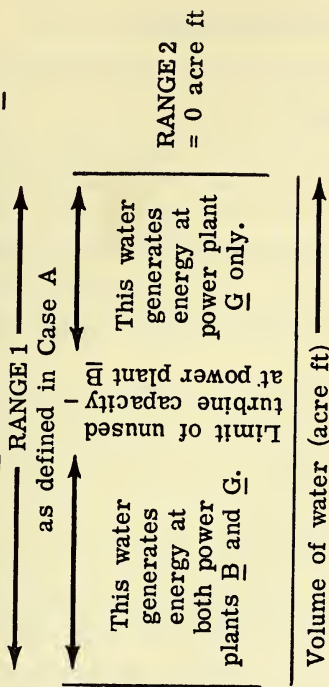 RANGE 1
as defined in Case A
This water
generates
energy at
both power
plants B and G.
Limit of unused
turbine capacity
at power plant B
This water
generates
energy at
power plant
G only.
RANGE 2
= 0 acre ft
Volume of water (acre ft)